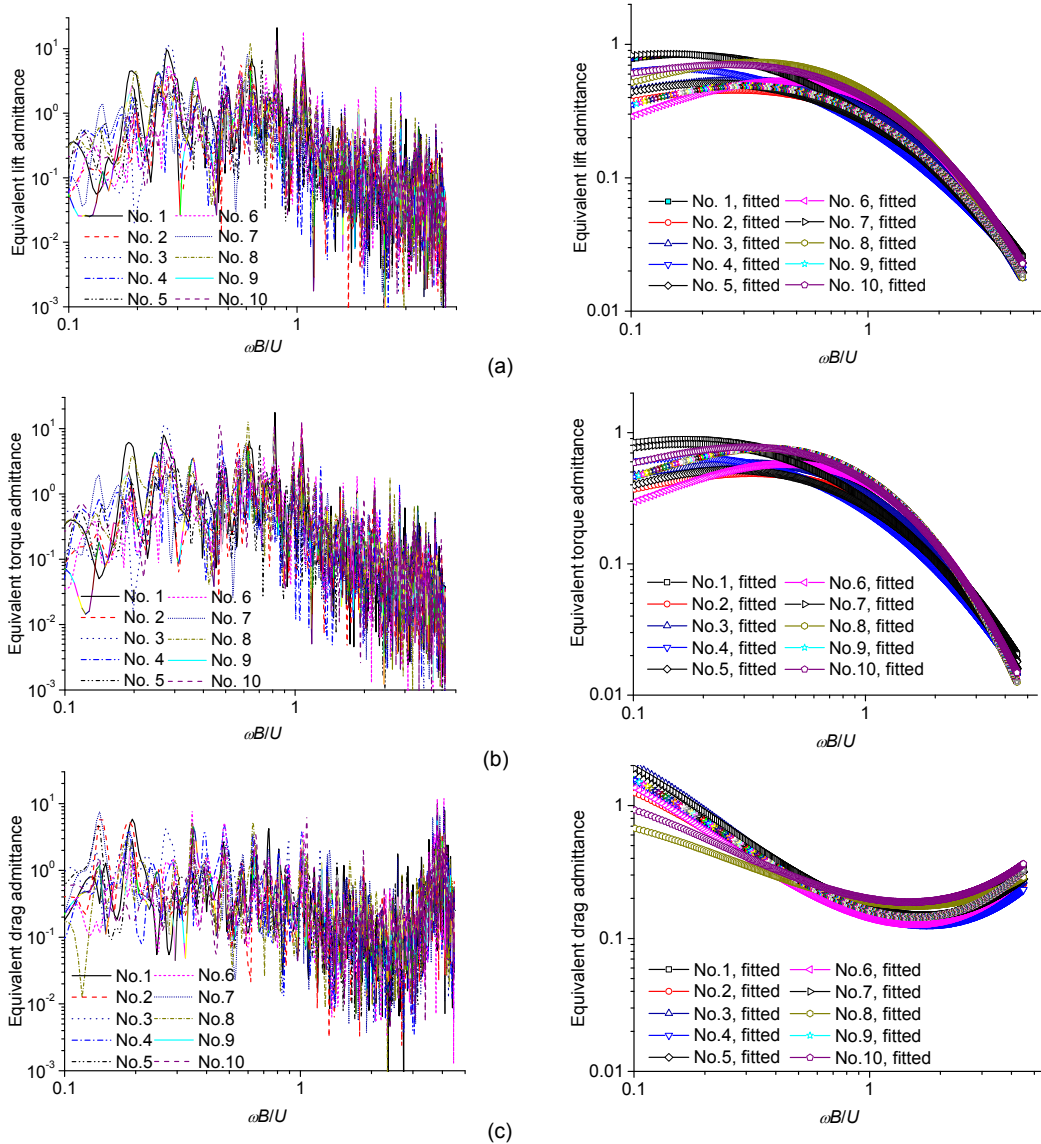 Equivalent lift admittance
10^1
10^0
10^-1
10^-2
10^-3
No. 1
No. 2
No. 3
No. 4
No. 5
No. 6
No. 7
No. 8
No. 9
No. 10
0.1
1
ωB/U
Equivalent lift admittance
1
0.1
0.01
No. 1, fitted
No. 2, fitted
No. 3, fitted
No. 4, fitted
No. 5, fitted
No. 6, fitted
No. 7, fitted
No. 8, fitted
No. 9, fitted
No. 10, fitted
0.1
1
ωB/U
(a)
Equivalent torque admittance
10^1
10^0
10^-1
10^-2
10^-3
No. 1
No. 2
No. 3
No. 4
No. 5
No. 6
No. 7
No. 8
No. 9
No. 10
0.1
1
ωB/U
Equivalent torque admittance
1
0.1
0.01
No.1, fitted
No.2, fitted
No.3, fitted
No.4, fitted
No.5, fitted
No.6, fitted
No.7, fitted
No.8, fitted
No.9, fitted
No.10, fitted
0.1
1
ωB/U
(b)
Equivalent drag admittance
10^1
10^0
10^-1
10^-2
10^-3
No.1
No.2
No.3
No.4
No.5
No.6
No.7
No.8
No.9
No.10
0.1
1
ωB/U
Equivalent drag admittance
1
0.1
0.01
No.1, fitted
No.2, fitted
No.3, fitted
No.4, fitted
No.5, fitted
No.6, fitted
No.7, fitted
No.8, fitted
No.9, fitted
No.10, fitted
0.1
1
ωB/U
(c)